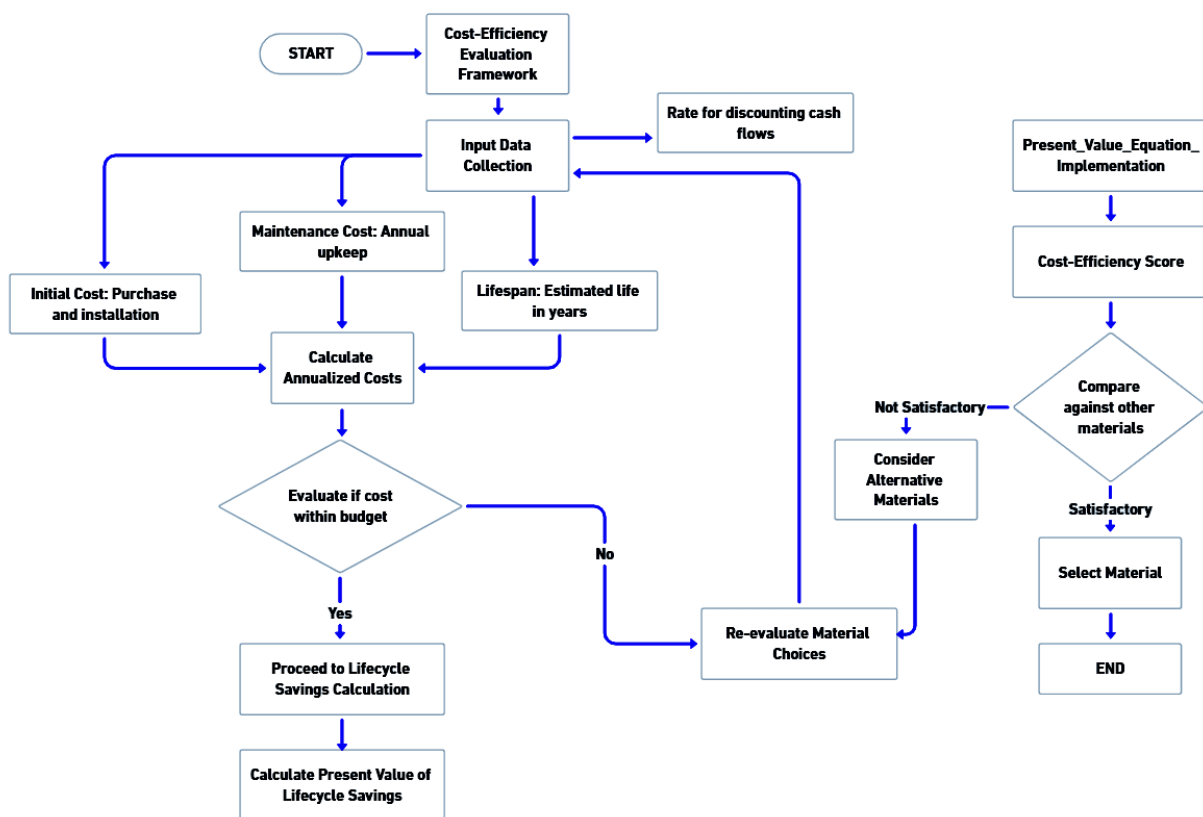 START
Cost-Efficiency
Evaluation
Framework
Input Data
Collection
Rate for discounting cash
flows
Maintenance Cost: Annual
upkeep
Initial Cost: Purchase
and installation
Lifespan: Estimated life
in years
Calculate
Annualized Costs
Evaluate if cost
within budget
No
Yes
Proceed to Lifecycle
Savings Calculation
Calculate Present Value of
Lifecycle Savings
Re-evaluate Material
Choices
Present_Value_Equation_
Implementation
Cost-Efficiency Score
Compare
against other
materials
Not Satisfactory
Consider
Alternative
Materials
Satisfactory
Select Material
END